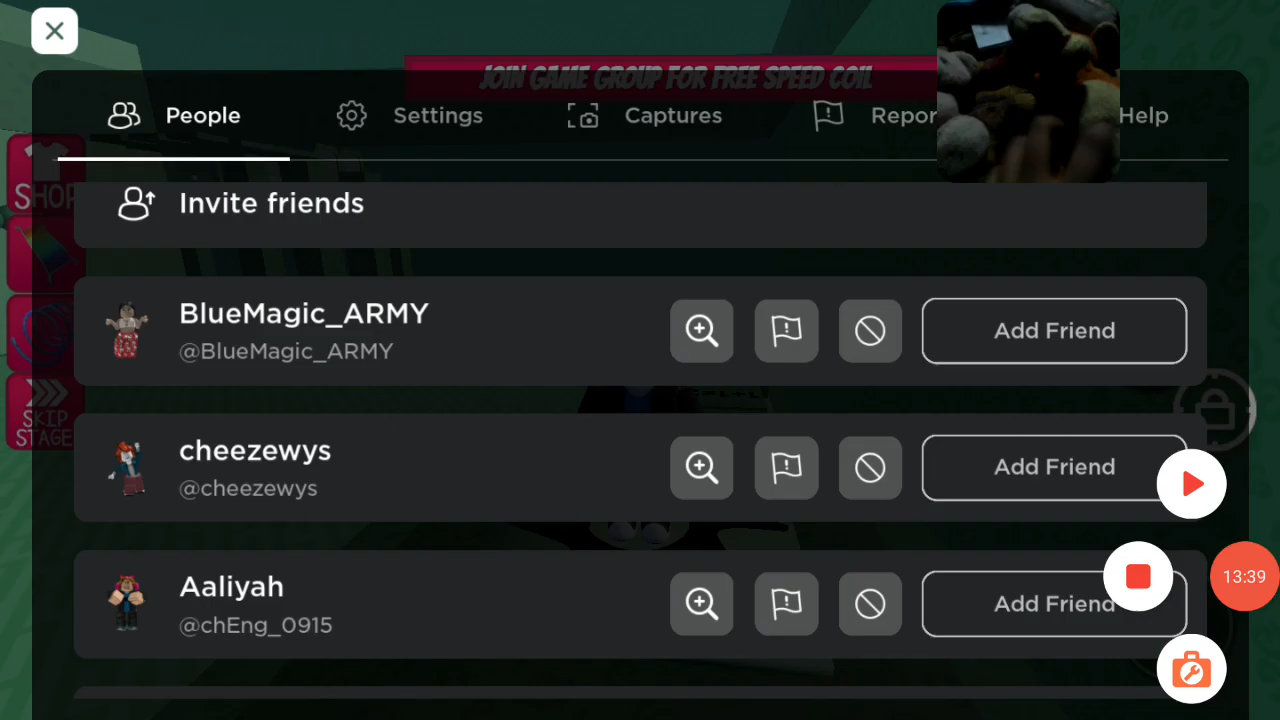 JOIN GAME GROUP FOR FREE SPEED COIL
People
Settings
Captures
Repor
Help
SHOP
Invite friends
BlueMagic_ARMY
@BlueMagic_ARMY
Add Friend
SKIP
STAGE
cheezewys
@cheezewys
Add Friend
Aaliyah
@chEng_0915
Add Friend
13:39